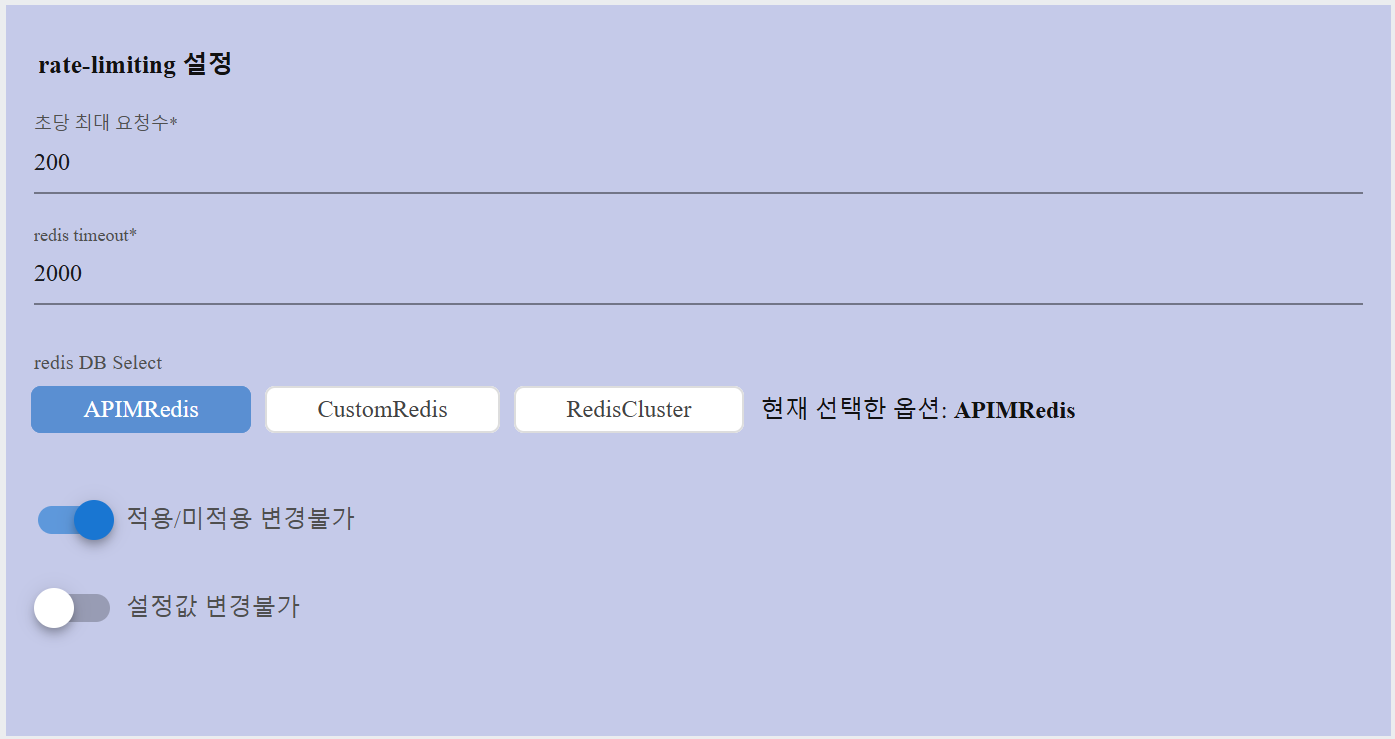 rate-limiting 설정
초당 최대 요청수*
200
redis timeout*
2000
redis DB Select
APIMRedis CustomRedis RedisCluster 현재 선택한 옵션: APIMRedis
적용/미적용 변경불가
설정값 변경불가